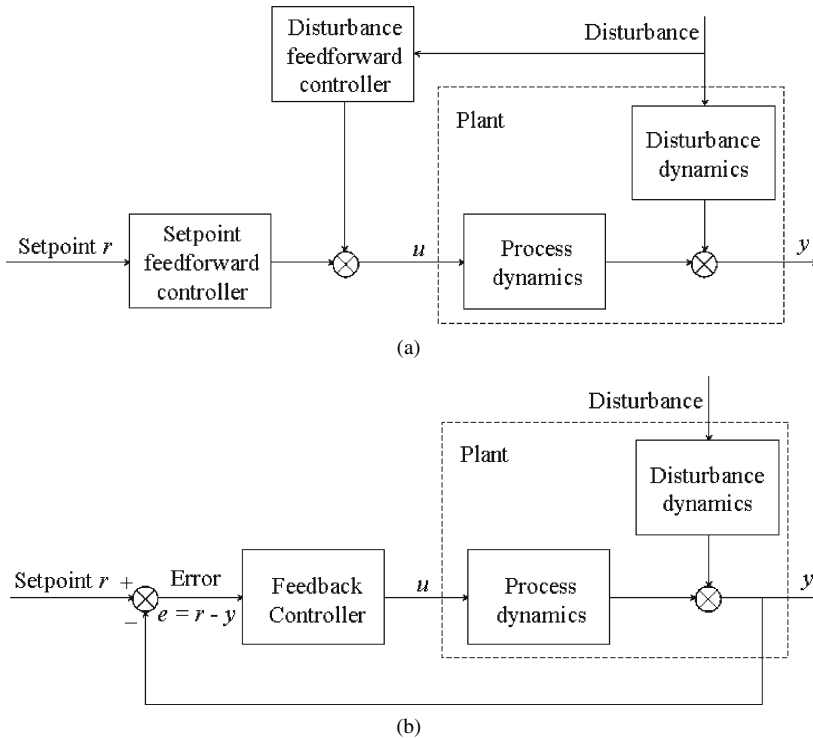 Disturbance
feedforward
controller
Disturbance
Plant
Disturbance
dynamics
Setpoint r
Setpoint
feedforward
controller
u
Process
dynamics
y
(a)
Disturbance
Plant
Disturbance
dynamics
Setpoint r
+
−
Error
e = r - y
Feedback
Controller
u
Process
dynamics
y
(b)